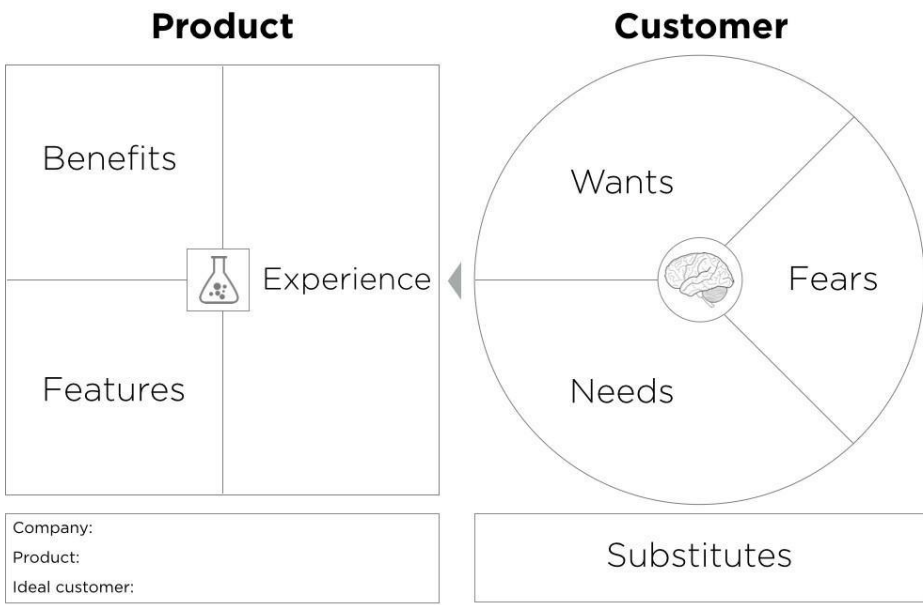 Product
Customer
Benefits
Experience
Features
Wants
Fears
Needs
Company:
Product:
Ideal customer:
Substitutes